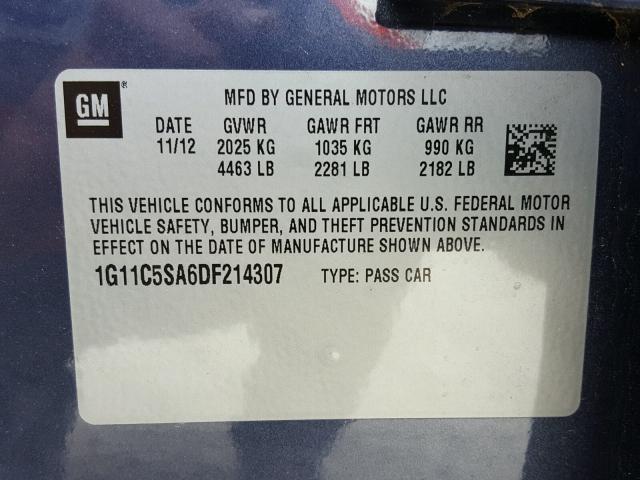 GM®
MFD BY GENERAL MOTORS LLC
DATE GVWR GAWR FRT GAWR RR
11/12 2025 KG 1035 KG 990 KG
4463 LB 2281 LB 2182 LB
THIS VEHICLE CONFORMS TO ALL APPLICABLE U.S. FEDERAL MOTOR
VEHICLE SAFETY, BUMPER, AND THEFT PREVENTION STANDARDS IN
EFFECT ON THE DATE OF MANUFACTURE SHOWN ABOVE.
1G11C5SA6DF214307 TYPE: PASS CAR